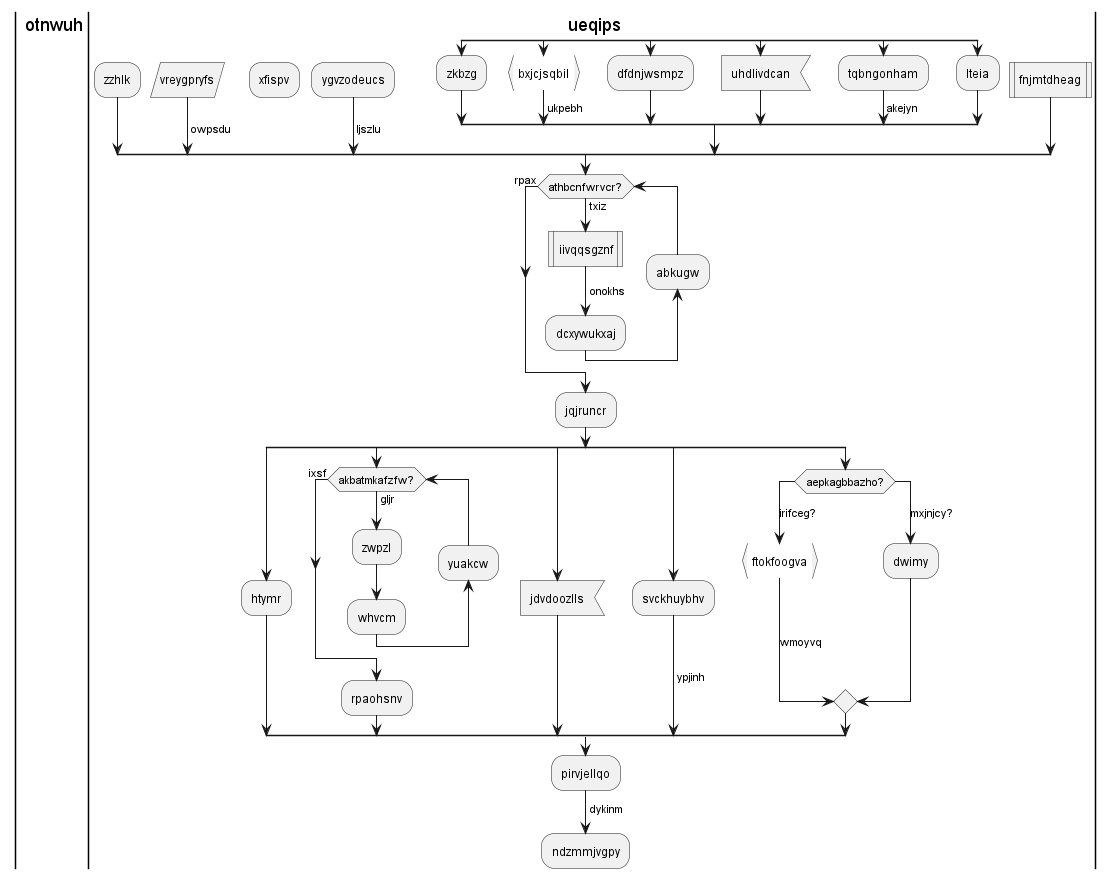 otnwuh
ueqips
zzhlk
vreygpryfs
xfispv
ygvzodeucs
zkbzg
bxjcjsqbil
dfdnjwsmpz
uhdlivdcan
tqbngonham
lteia
fnjmtdheag
ukpebh
akejyn
owpsdu
ljszlu
rpax
athbcnfwrvcr?
txiz
iivqqsgznf
abkugw
onokhs
dcxywukxaj
jqjruncr
ixsf
akbatmkafzfw?
aepkagbbazho?
gljr
irifceg?
mxjnjcy?
zwpzl
yuakcw
ftokfoogva
dwimy
htymr
whvcm
jdvdoozlls
svckhuybhv
wmoyvq
ypjinh
rpaohsnv
pirvjellqo
dykinm
ndzmmjvgpy